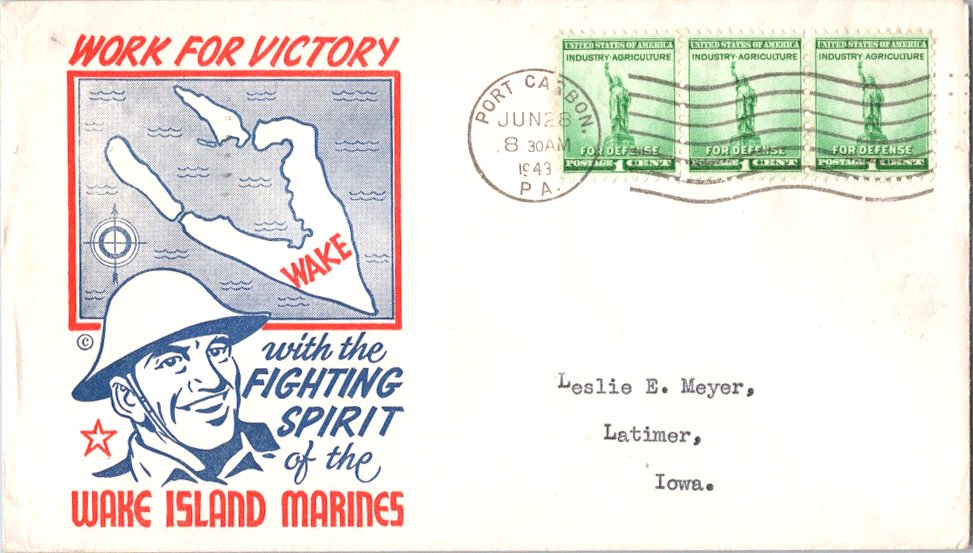 WORK FOR VICTORY
WAKE
©
with the
FIGHTING
SPIRIT
of the
WAKE ISLAND MARINES
PORT CARBON.
JUN 28
8 30 AM
1943
PA.
UNITED STATES OF AMERICA
INDUSTRY·AGRICULTURE
FOR DEFENSE
POSTAGE 1 CENT
UNITED STATES OF AMERICA
INDUSTRY·AGRICULTURE
FOR DEFENSE
POSTAGE 1 CENT
UNITED STATES OF AMERICA
INDUSTRY·AGRICULTURE
FOR DEFENSE
POSTAGE 1 CENT
Leslie E. Meyer,
Latimer,
Iowa.